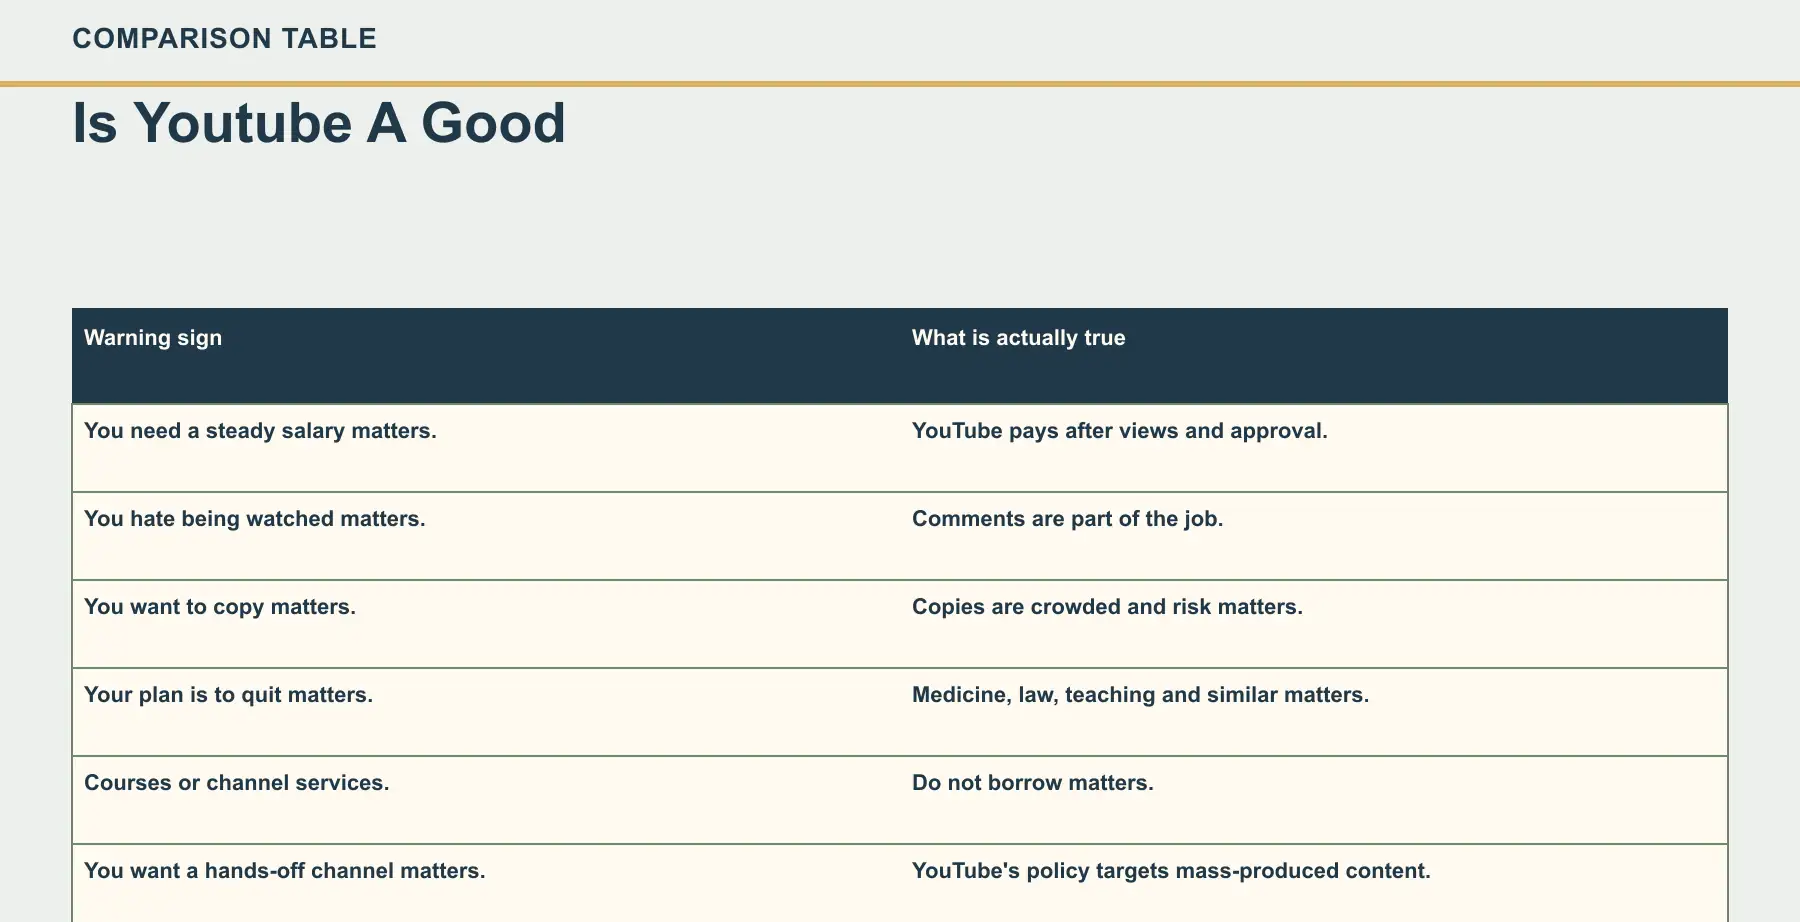 COMPARISON TABLE
Is Youtube A Good
Warning sign What is actually true
You need a steady salary matters. YouTube pays after views and approval.
You hate being watched matters. Comments are part of the job.
You want to copy matters. Copies are crowded and risk matters.
Your plan is to quit matters. Medicine, law, teaching and similar matters.
Courses or channel services. Do not borrow matters.
You want a hands-off channel matters. YouTube's policy targets mass-produced content.